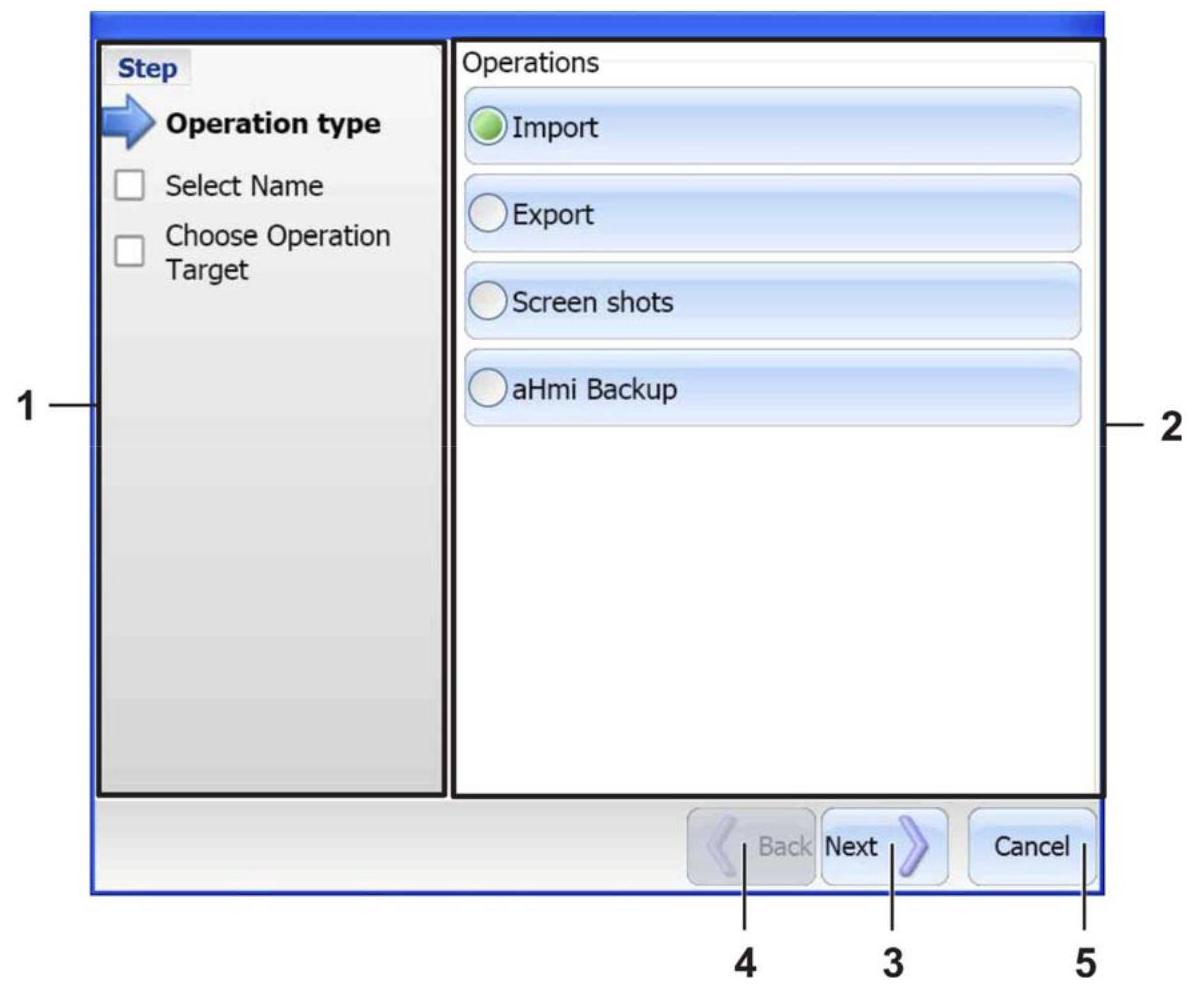 Step
Operation type
Select Name
Choose Operation
Target
Operations
Import
Export
Screen shots
aHmi Backup
1
2
Back
Next
Cancel
4
3
5